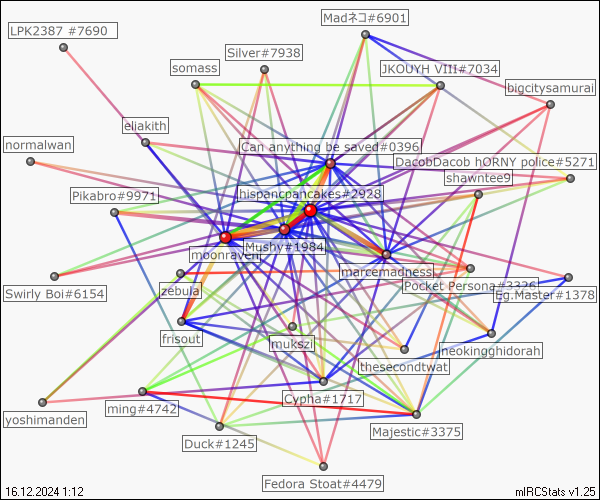 Madネコ#6901
LPK2387 #7690
Silver#7938
somass
JKOUYH VIII#7034
bigcitysamurai
eliakith
normalwan
Can anything be saved#0396
DacobDacob hORNY police#5271
shawntee9
Pikabro#9971
hispancpancakes#2928
Mushy#1984
moonraven
marcemadness
Pocket Persona#3326
Eg.Master#1378
Swirly Boi#6154
zebula
frisout
mukszi
neokingghidorah
thesecondtwat
Cypha#1717
ming#4742
yoshimanden
Majestic#3375
Duck#1245
Fedora Stoat#4479
16.12.2024 1:12
mIRCStats v1.25